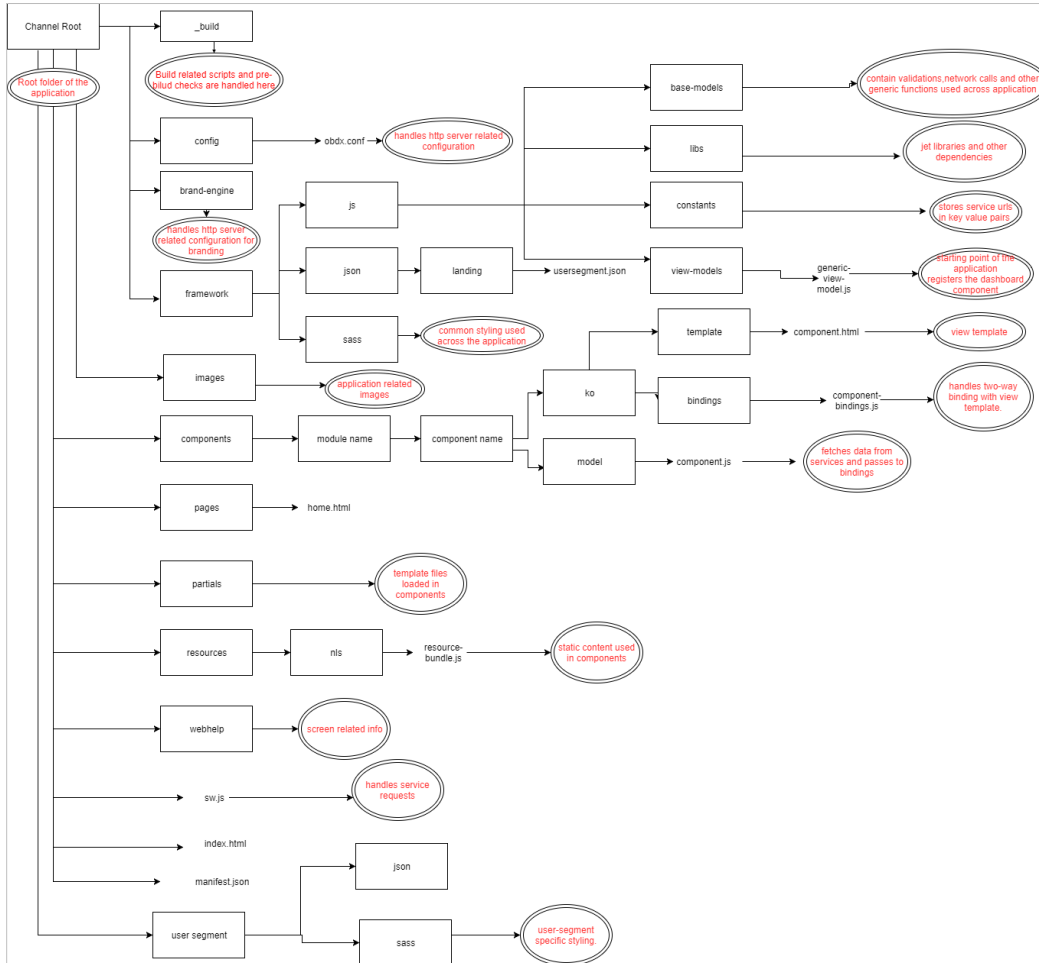 Channel Root
Root folder of the
application
_build
Build related scripts and pre-
bilud checks are handled here
config
obdx.conf
handles http server related
configuration
brand-engine
handles http server
related configuration for
branding
framework
js
base-models
contain validations,network calls and other
generic functions used across application
libs
jet libraries and other
dependencies
constants
stores service urls
in key value pairs
view-models
generic-
view-
model.js
starting point of the
application
registers the dashboard
component
json
landing
usersegment.json
sass
common styling used
across the application
images
application related
images
components
module name
component name
ko
template
component.html
view template
bindings
component-
bindings.js
handles two-way
binding with view
template.
model
component.js
fetches data from
services and passes to
bindings
pages
home.html
partials
template files
loaded in
components
resources
nls
resource-
bundle.js
static content used
in components
webhelp
screen related info
sw.js
handles service
requests
index.html
manifest.json
user segment
json
sass
user-segment
specific styling.